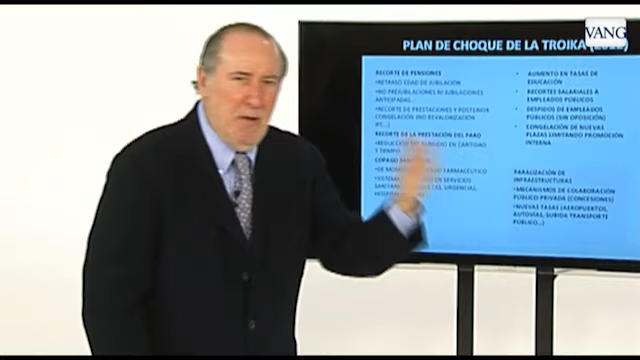 VANG
PLAN DE CHOQUE DE LA TROIKA
RECORTE DE PENSIONES
•RETRASO EDAD DE JUBILACIÓN
•NO PREJUBILACIONES NI JUBILACIONES
ANTICIPADAS...
•RECORTE DE PRESTACIONES Y POSTERIOR
CONGELACIÓN (NO REVALORIZACIÓN
IPC...)
RECORTE DE LA PRESTACIÓN DEL PARO
•REDUCCIÓN DEL SUBSIDIO EN CANTIDAD
Y TIEMPO
COPAGO
•DE FARMACÉUTICO
EN SERVICIOS
URGENCIAS,
• AUMENTO EN TASAS DE
EDUCACIÓN
• RECORTES SALARIALES A
EMPLEADOS PÚBLICOS
• DESPIDOS DE EMPLEADOS
PÚBLICOS (SIN OPOSICIÓN)
• CONGELACIÓN DE NUEVAS
PLAZAS LIMITANDO PROMOCIÓN
INTERNA
PARALIZACIÓN DE
INFRAESTRUCTURAS
•MECANISMOS DE COLABORACIÓN
PÚBLICO PRIVADA (CONCESIONES)
•NUEVAS TASAS (AEROPUERTOS,
AUTOVÍAS, SUBIDA TRANSPORTE
PÚBLICO...)